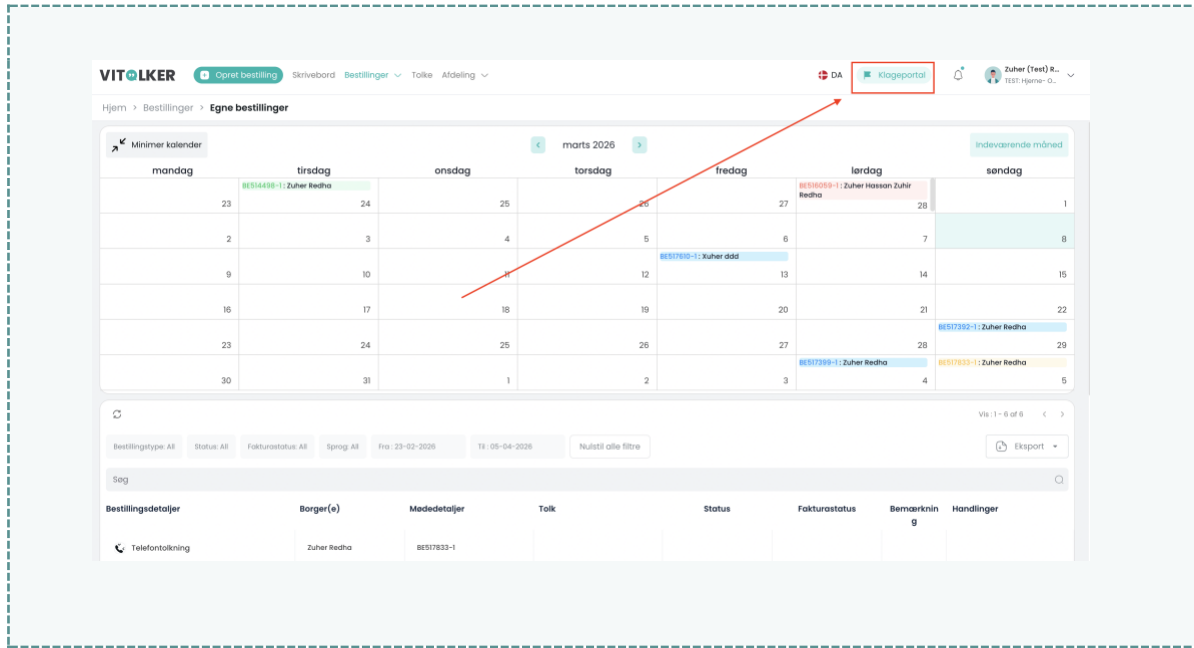 VITOLKER
Opret bestilling
Skrivebord
Bestillinger
Tolke
Afdeling
DA
Klageportal
Zuher (Test) R...
TEST: Hjerne- O...
Hjem > Bestillinger > Egne bestillinger
Minimer kalender
< marts 2026 >
Indeværende måned
mandag tirsdag onsdag torsdag fredag lørdag søndag
BE514498-1 : Zuher Redha
BE516059-1 : Zuher Hassan Zuhir
Redha
23 24 25 26 27 28 1
2 3 4 5 6 7 8
BE517610-1 : Xuher ddd
9 10 11 12 13 14 15
16 17 18 19 20 21 22
BE517392-1 : Zuher Redha
23 24 25 26 27 28 29
BE517399-1 : Zuher Redha
BE517833-1 : Zuher Redha
30 31 1 2 3 4 5
Vis : 1 - 6 af 6 < >
Bestillingstype: All
Status: All
Fakturastatus: All
Sprog: All
Fra : 23-02-2026
Til : 05-04-2026
Nulstil alle filtre
Eksport
Søg
Bestillingsdetaljer
Borger(e)
Mødedetaljer
Tolk
Status
Fakturastatus
Bemærknin
g
Handlinger
Telefontolkning
Zuher Redha
BE517833-1